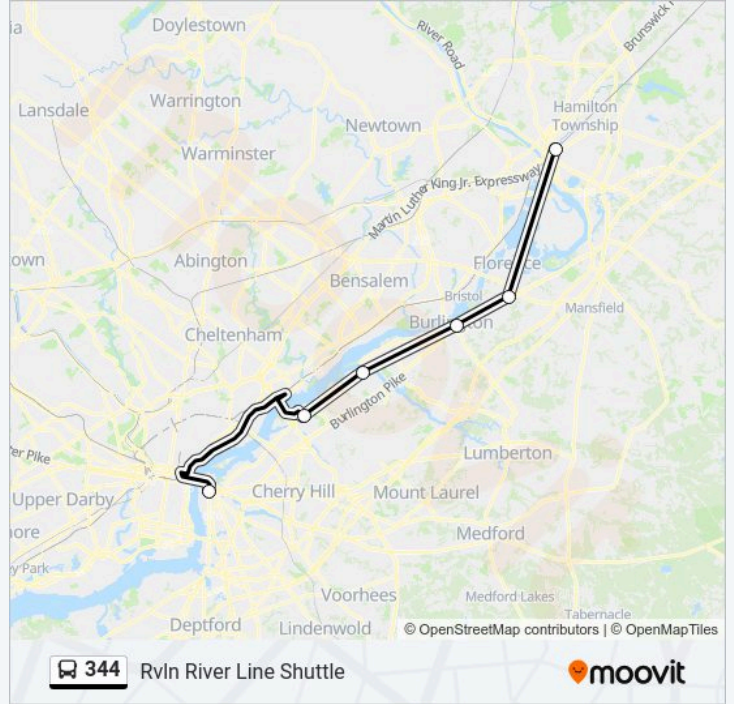 ia
Doylestown
River Road
Brunswick
Lansdale
Warrington
Hamilton
Township
Newtown
Warminster
Martin Luther King Jr. Expressway
own
Abington
Florence
Bensalem
Bristol
Mansfield
Burlington
Cheltenham
Burlington Pike
er Pike
Lumberton
Upper Darby
Cherry Hill
Mount Laurel
more
Medford
y Park
Voorhees
Medford Lakes
Tabernacle
Deptford
Lindenwold
© OpenStreetMap contributors | © OpenMapTiles
344
Rvln River Line Shuttle
moovit